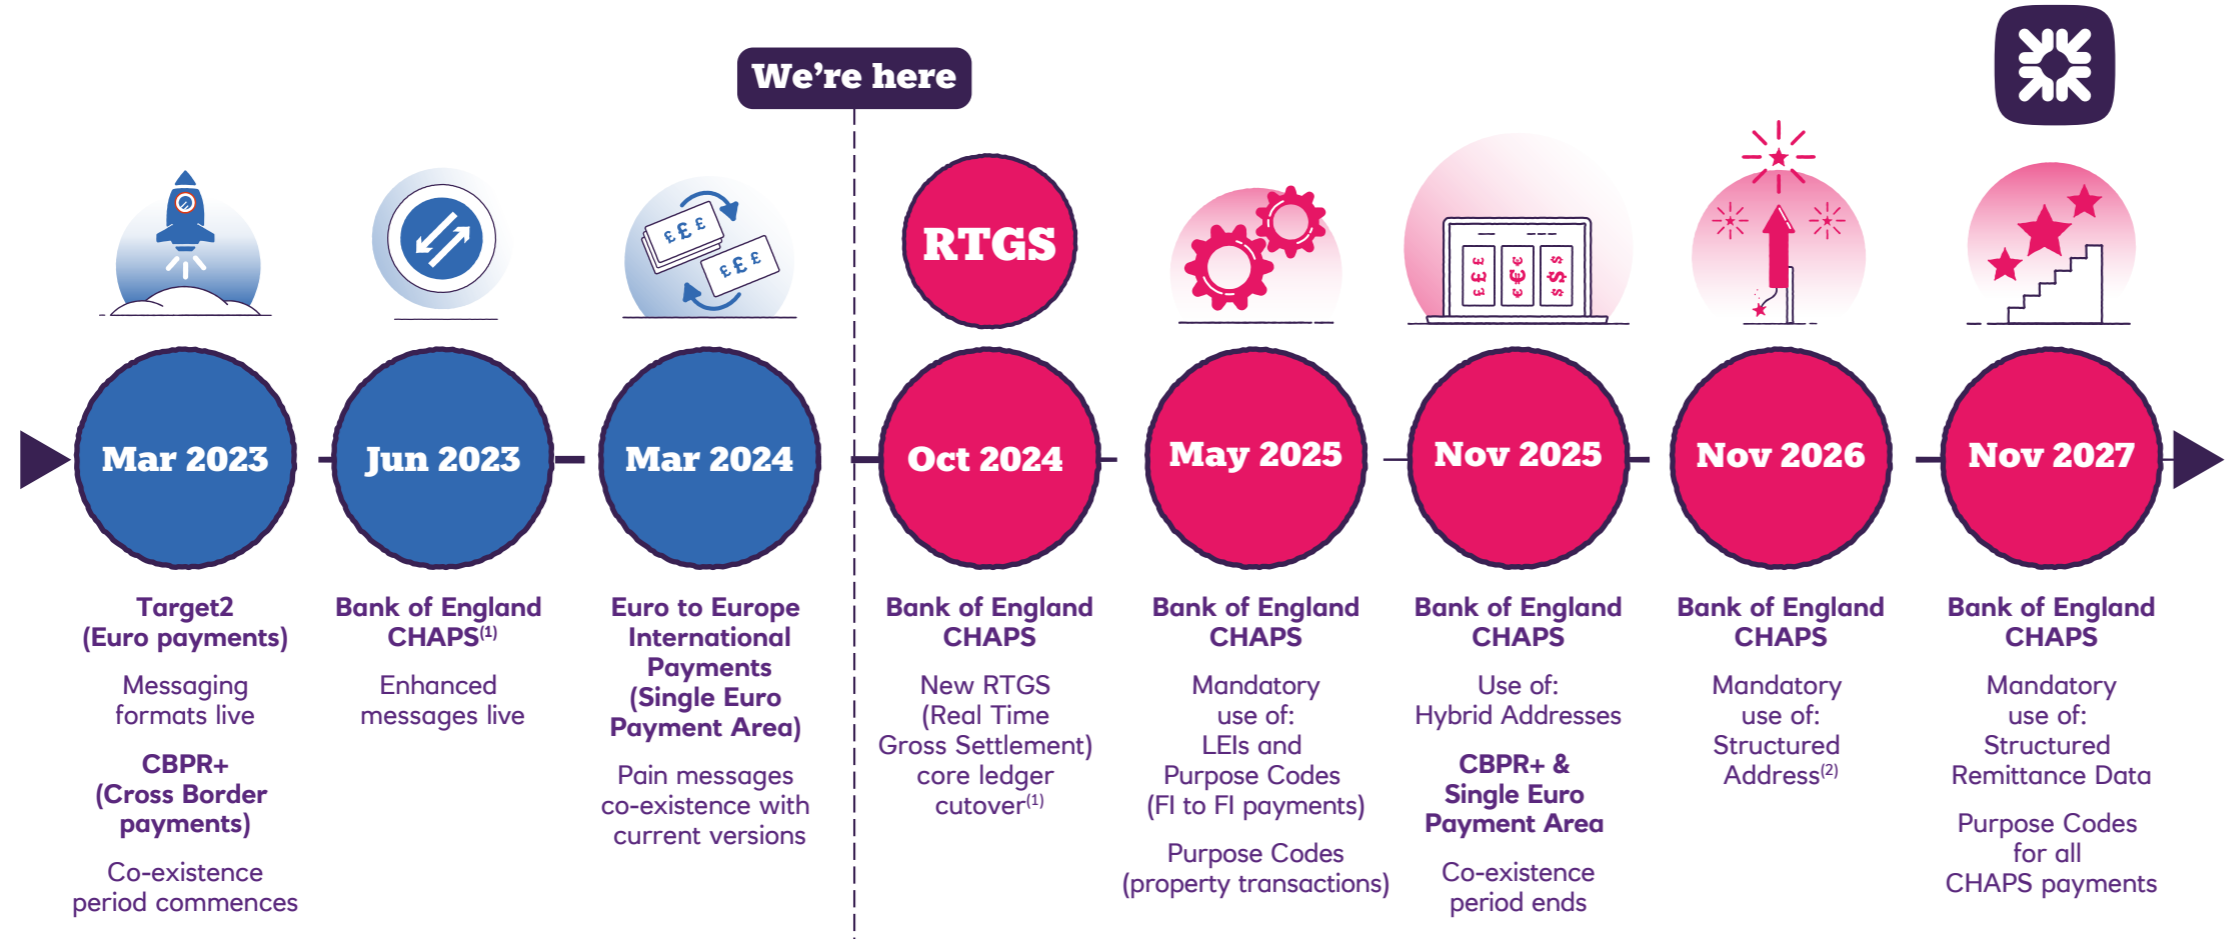 We're here
RTGS
£ £ £
£ £ £
£ £ £
€ € €
$ $ $
Mar 2023
Jun 2023
Mar 2024
Oct 2024
May 2025
Nov 2025
Nov 2026
Nov 2027
Target2
(Euro payments)
Messaging
formats live
CBPR+
(Cross Border
payments)
Co-existence
period commences
Bank of England
CHAPS(1)
Enhanced
messages live
Euro to Europe
International
Payments
(Single Euro
Payment Area)
Pain messages
co-existence with
current versions
Bank of England
CHAPS
New RTGS
(Real Time
Gross Settlement)
core ledger
cutover(1)
Bank of England
CHAPS
Mandatory
use of:
LEIs and
Purpose Codes
(FI to FI payments)
Purpose Codes
(property transactions)
Bank of England
CHAPS
Use of:
Hybrid Addresses
CBPR+ &
Single Euro
Payment Area
Co-existence
period ends
Bank of England
CHAPS
Mandatory
use of:
Structured
Address(2)
Bank of England
CHAPS
Mandatory
use of:
Structured
Remittance Data
Purpose Codes
for all
CHAPS payments